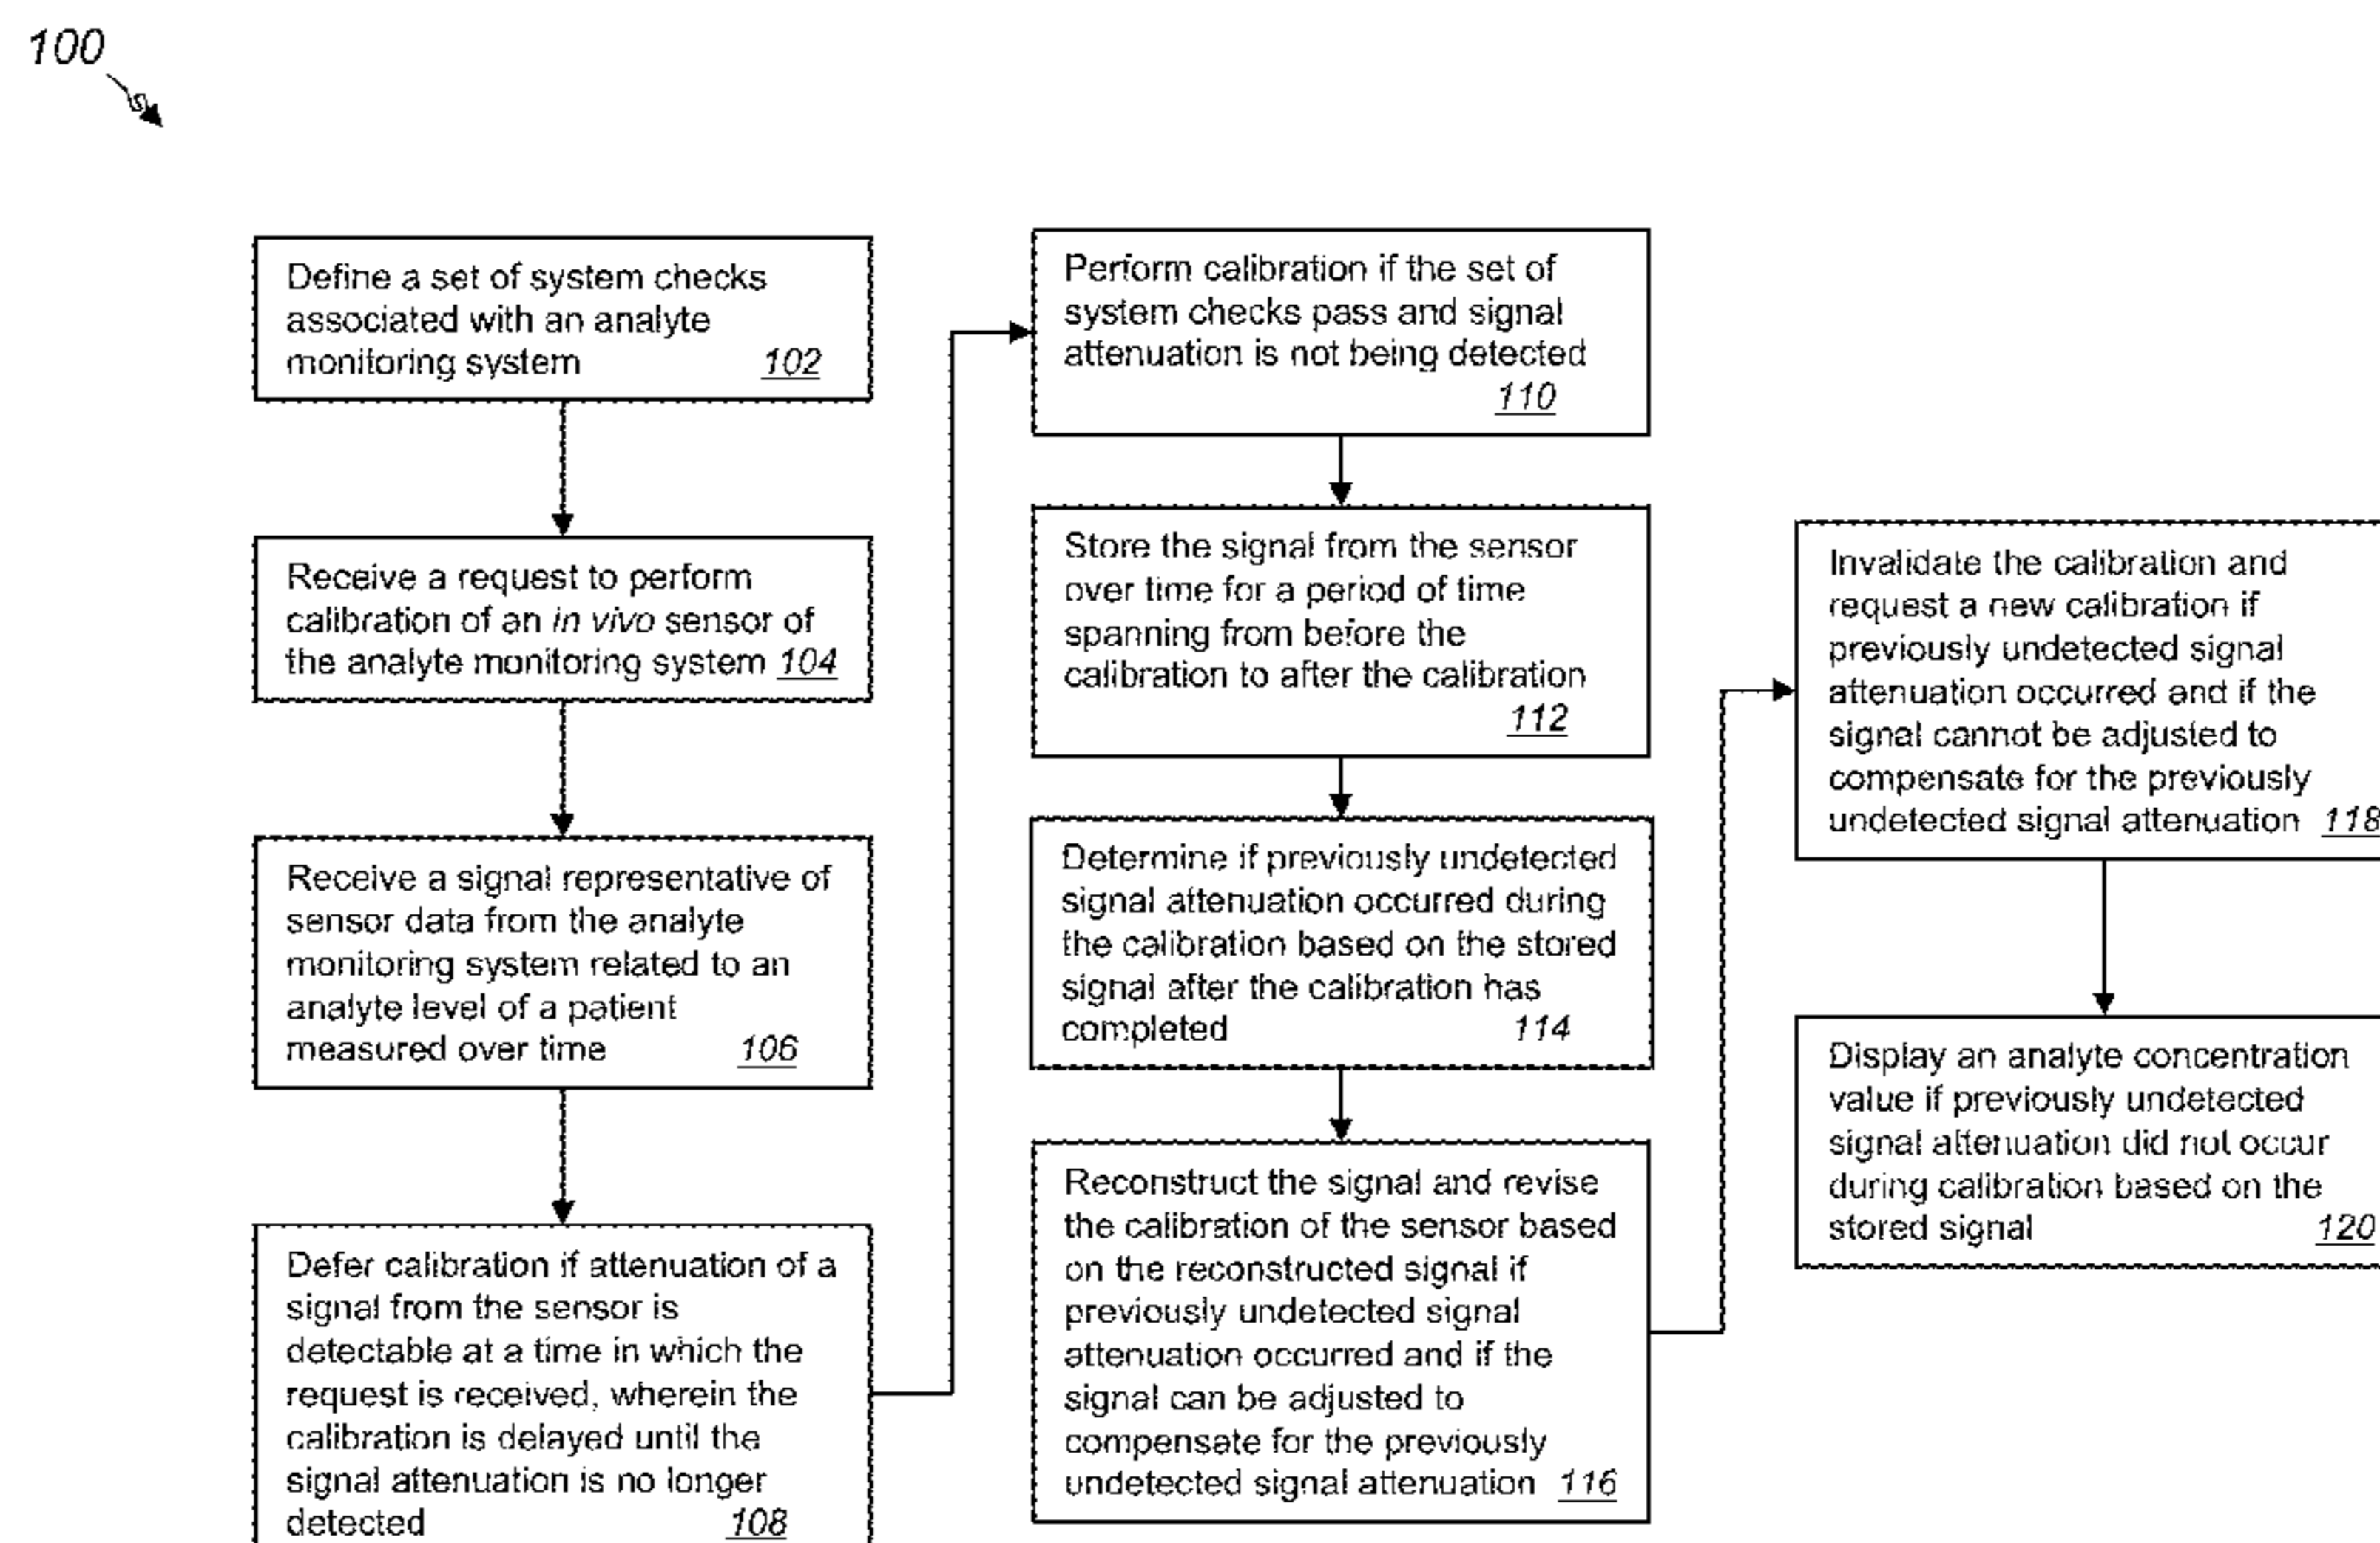 100
Define a set of system checks
associated with an analyte
monitoring system 102
Receive a request to perform
calibration of an in vivo sensor of
the analyte monitoring system 104
Receive a signal representative of
sensor data from the analyte
monitoring system related to an
analyte level of a patient
measured over time 106
Defer calibration if attenuation of a
signal from the sensor is
detectable at a time in which the
request is received, wherein the
calibration is delayed until the
signal attenuation is no longer
detected 108
Perform calibration if the set of
system checks pass and signal
attenuation is not being detected
110
Store the signal from the sensor
over time for a period of time
spanning from before the
calibration to after the calibration
112
Determine if previously undetected
signal attenuation occurred during
the calibration based on the stored
signal after the calibration has
completed 114
Reconstruct the signal and revise
the calibration of the sensor based
on the reconstructed signal if
previously undetected signal
attenuation occurred and if the
signal can be adjusted to
compensate for the previously
undetected signal attenuation 116
Invalidate the calibration and
request a new calibration if
previously undetected signal
attenuation occurred and if the
signal cannot be adjusted to
compensate for the previously
undetected signal attenuation 118
Display an analyte concentration
value if previously undetected
signal attenuation did not occur
during calibration based on the
stored signal 120